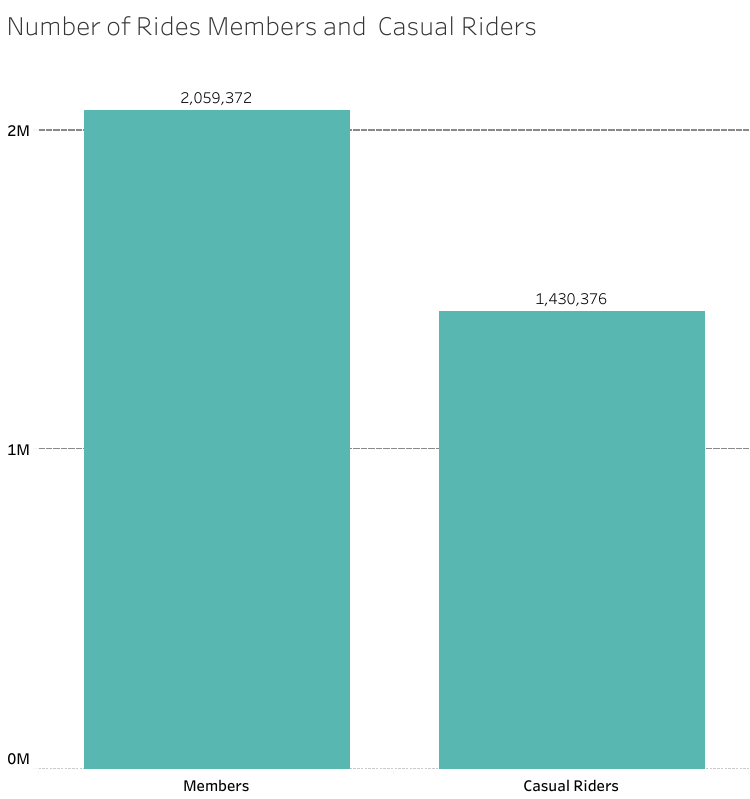 Number of Rides Members and  Casual Riders
2,059,372
2M
1,430,376
1M
0M
Members
Casual Riders